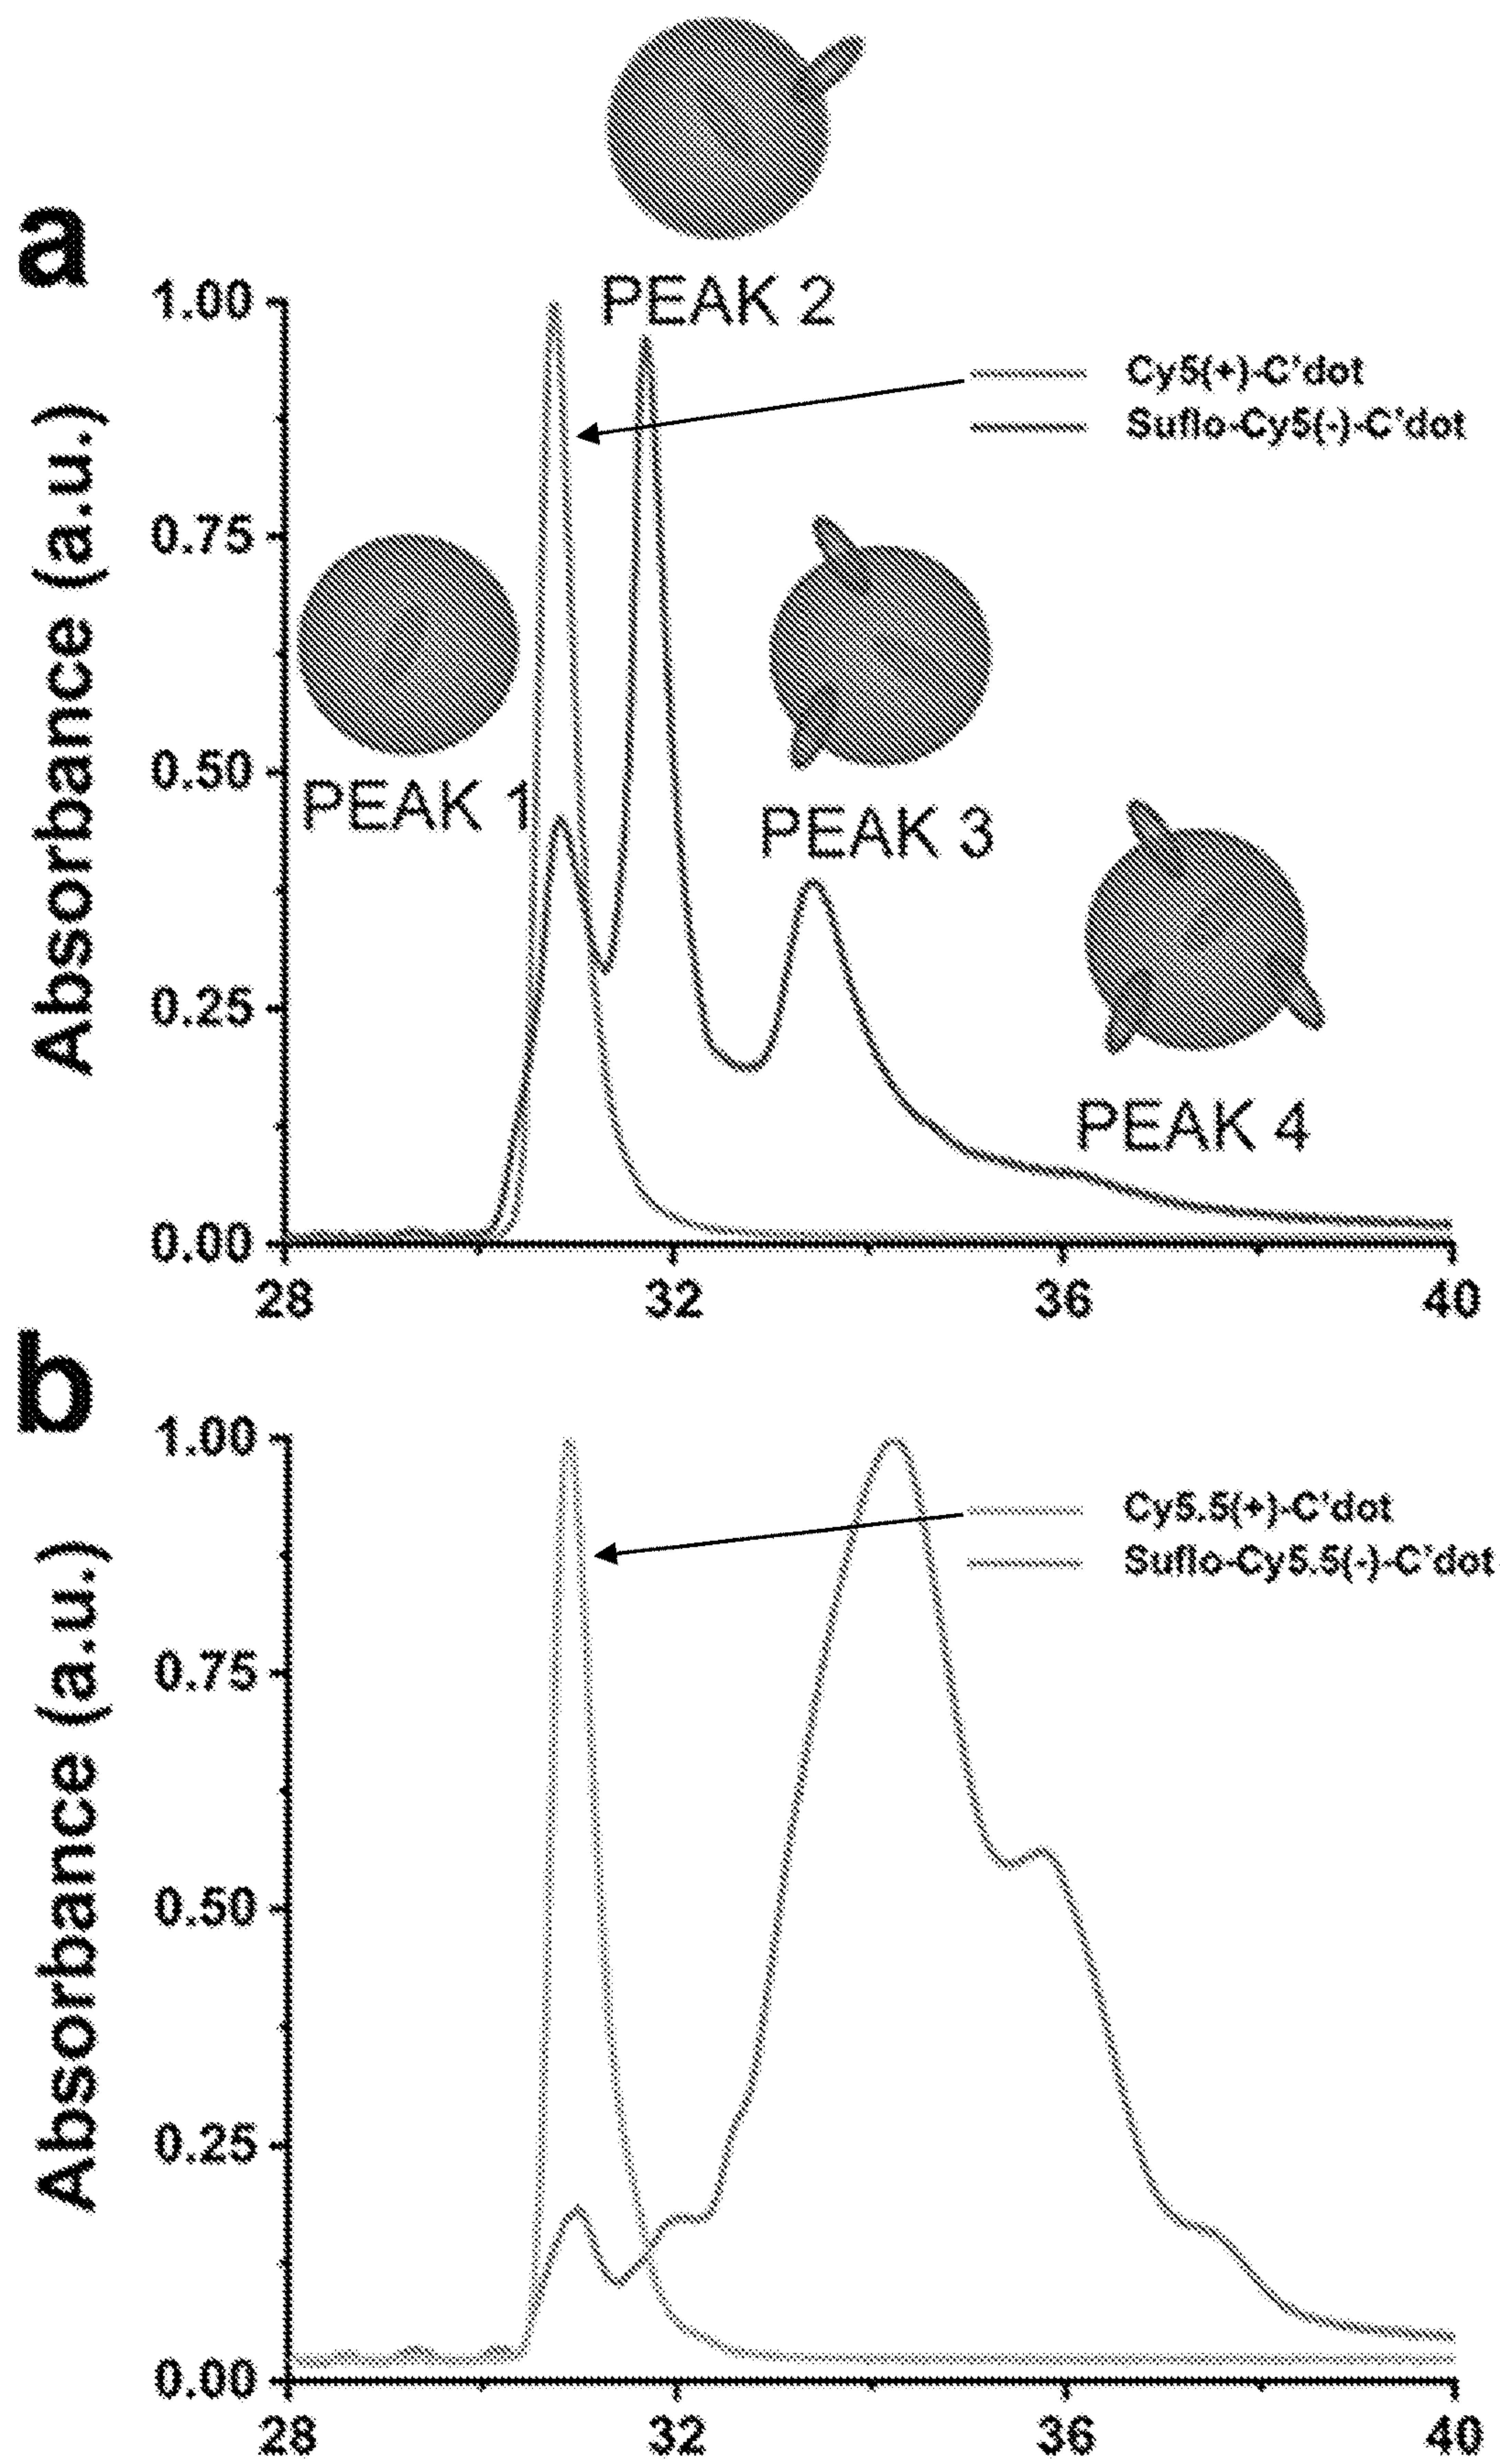 a
PEAK 2
1.00
Cy5(+)-C'dot
Suflo-Cy5(-)-C'dot
0.75
PEAK 1
0.50
PEAK 3
0.25
PEAK 4
0.00
Absorbance (a.u.)
28 32 36 40
b
1.00
Cy5.5(+)-C'dot
Suflo-Cy5.5(-)-C'dot
0.75
0.50
0.25
0.00
Absorbance (a.u.)
28 32 36 40